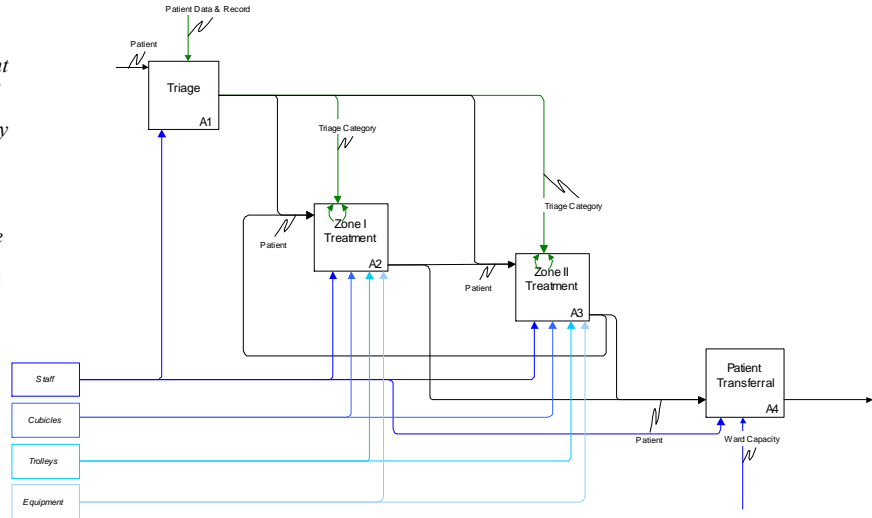 Patient Data & Record
Patient
nt
y
Triage
A1
Triage Category
Triage Category
e
Zone I
Treatment
A2
Patient
Zone II
Treatment
A3
Patient
Patient
Transferral
A4
Staff
Cubicles
Trolleys
Equipment
Patient
Ward Capacity